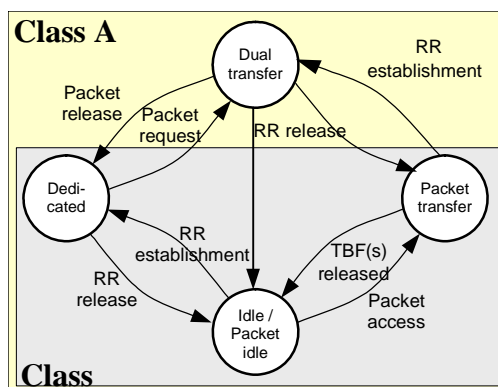 Class A
Dual
transfer
RR
establishment
Packet
release
Packet
request
RR release
Dedi-
cated
Packet
transfer
RR
establishment
TBF(s)
released
RR
release
Packet
access
Idle /
Packet
idle
Class